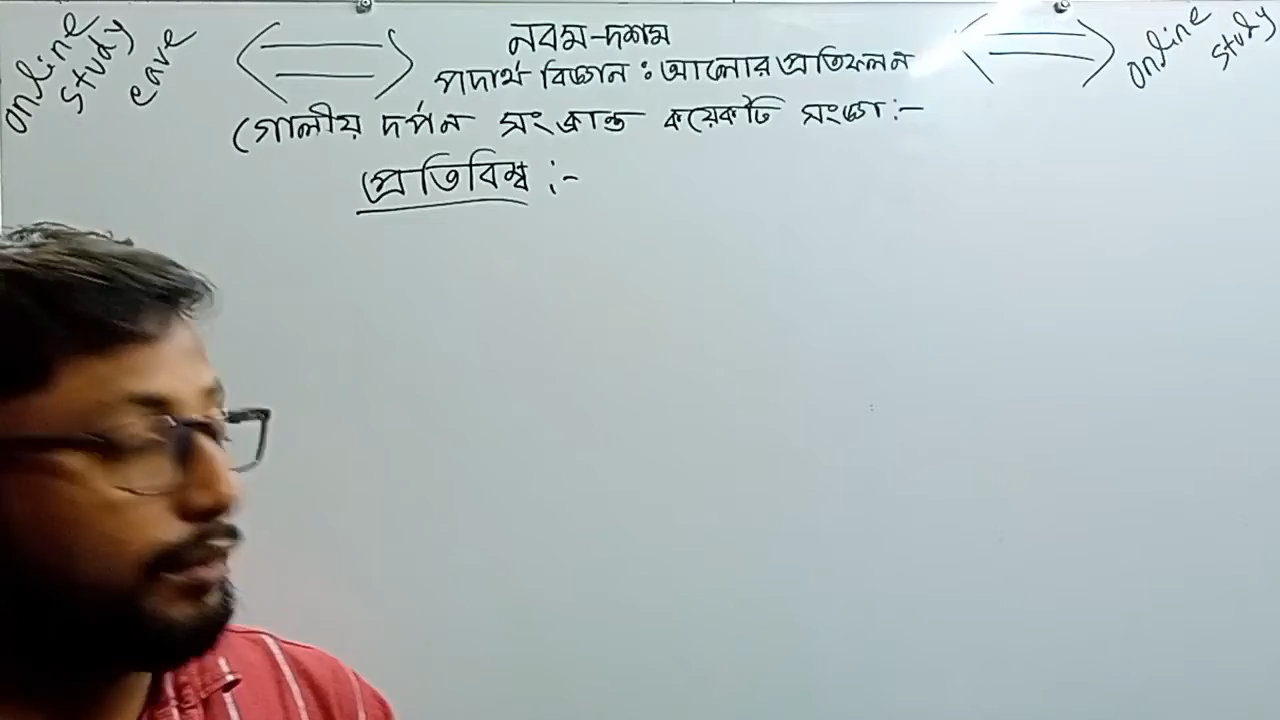 online
study
cave
নবম-দশম
পদার্থ বিজ্ঞান : আলোর প্রতিফলন
গোলীয় দর্পন সংক্রান্ত কয়েকটি সংজ্ঞা :-
প্রতিবিম্ব :-
online
study